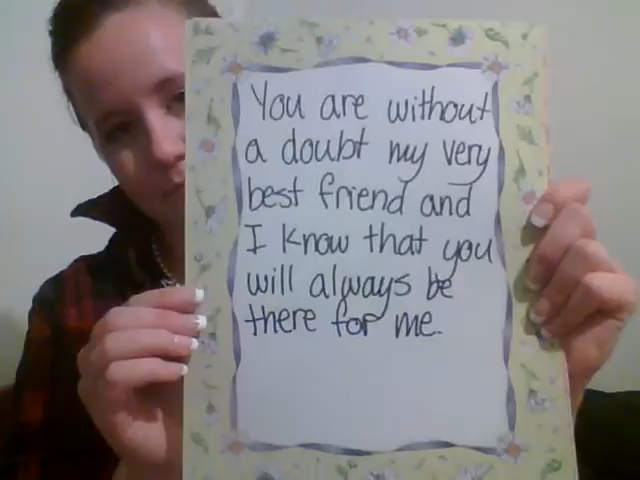 You are without
a doubt my very
best friend and
I know that you
will always be
there for me.